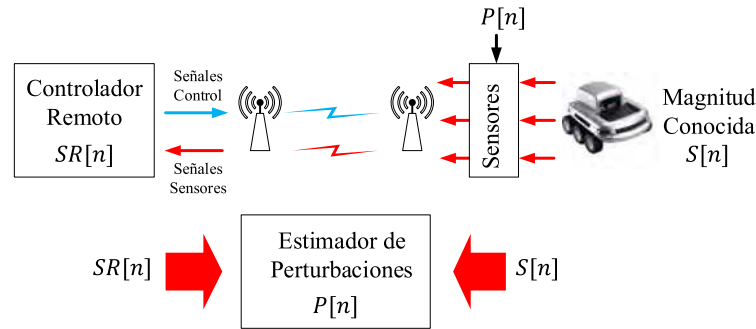 P[n]
Controlador
Remoto
SR[n]
Señales
Control
Señales
Sensores
Sensores
Magnitud
Conocida
S[n]
SR[n]
Estimador de
Perturbaciones
P[n]
S[n]